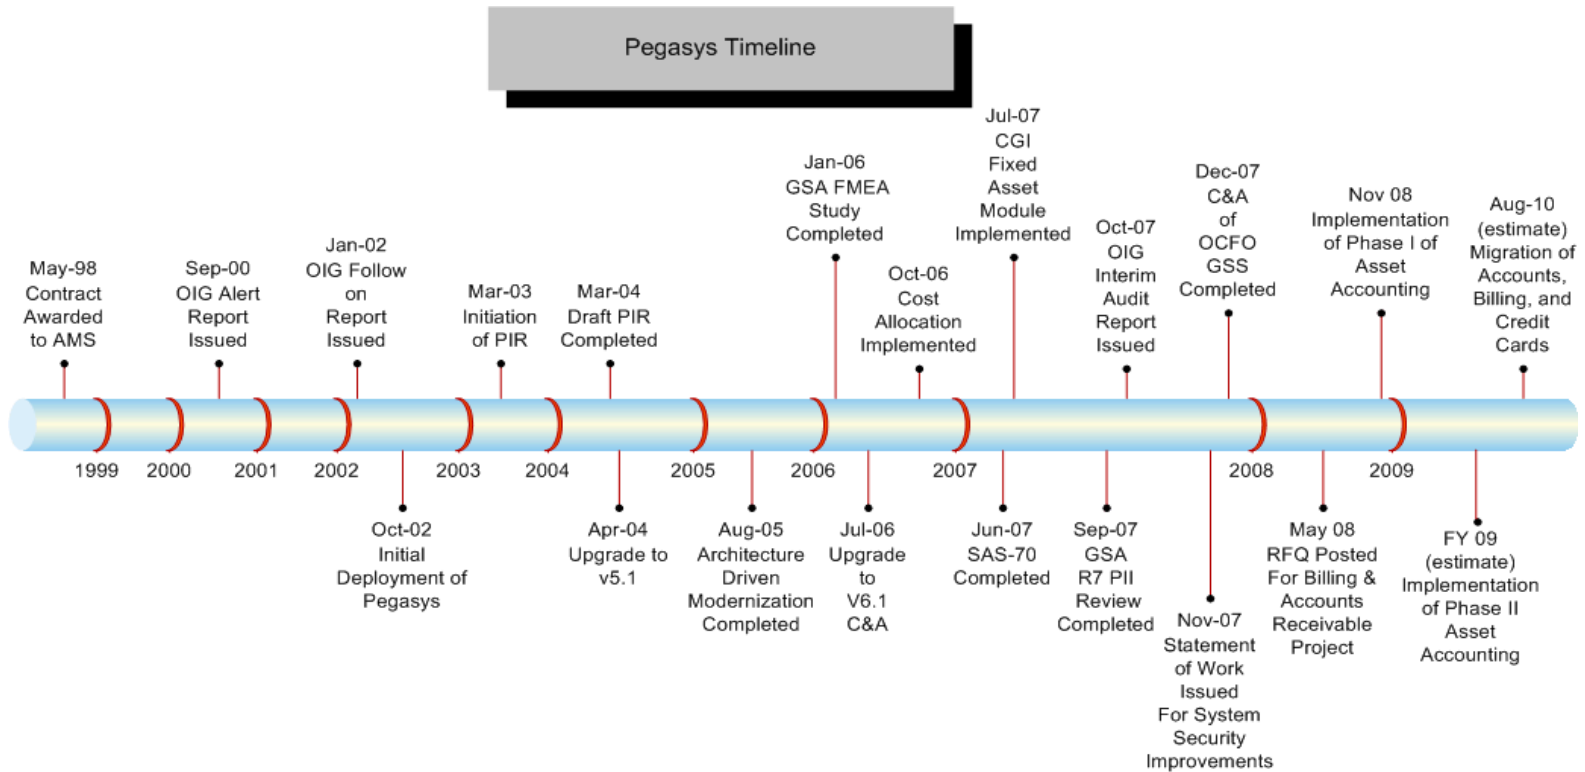 Pegasys Timeline
May-98
Contract
Awarded
to AMS
Sep-00
OIG Alert
Report
Issued
Jan-02
OIG Follow
on
Report
Issued
Mar-03
Initiation
of PIR
Mar-04
Draft PIR
Completed
Jan-06
GSA FMEA
Study
Completed
Oct-06
Cost
Allocation
Implemented
Jul-07
CGI
Fixed
Asset
Module
Implemented
Oct-07
OIG
Interim
Audit
Report
Issued
Dec-07
C&A
of
OCFO
GSS
Completed
Nov 08
Implementation
of Phase I of
Asset
Accounting
Aug-10
(estimate)
Migration of
Accounts,
Billing, and
Credit
Cards
1999
2000
2001
2002
2003
2004
2005
2006
2007
2008
2009
Oct-02
Initial
Deployment of
Pegasys
Apr-04
Upgrade to
v5.1
Aug-05
Architecture
Driven
Modernization
Completed
Jul-06
Upgrade
to
V6.1
C&A
Jun-07
SAS-70
Completed
Sep-07
GSA
R7 PII
Review
Completed
Nov-07
Statement
of Work
Issued
For System
Security
Improvements
May 08
RFQ Posted
For Billing &
Accounts
Receivable
Project
FY 09
(estimate)
Implementation
of Phase II
Asset
Accounting